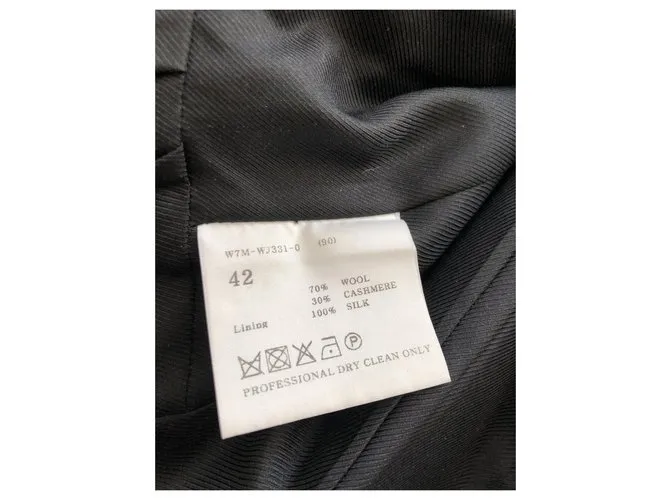 W7M-WJ331-0 (90)
42
70% WOOL
30% CASHMERE
Lining 100% SILK
P
PROFESSIONAL DRY CLEAN ONLY